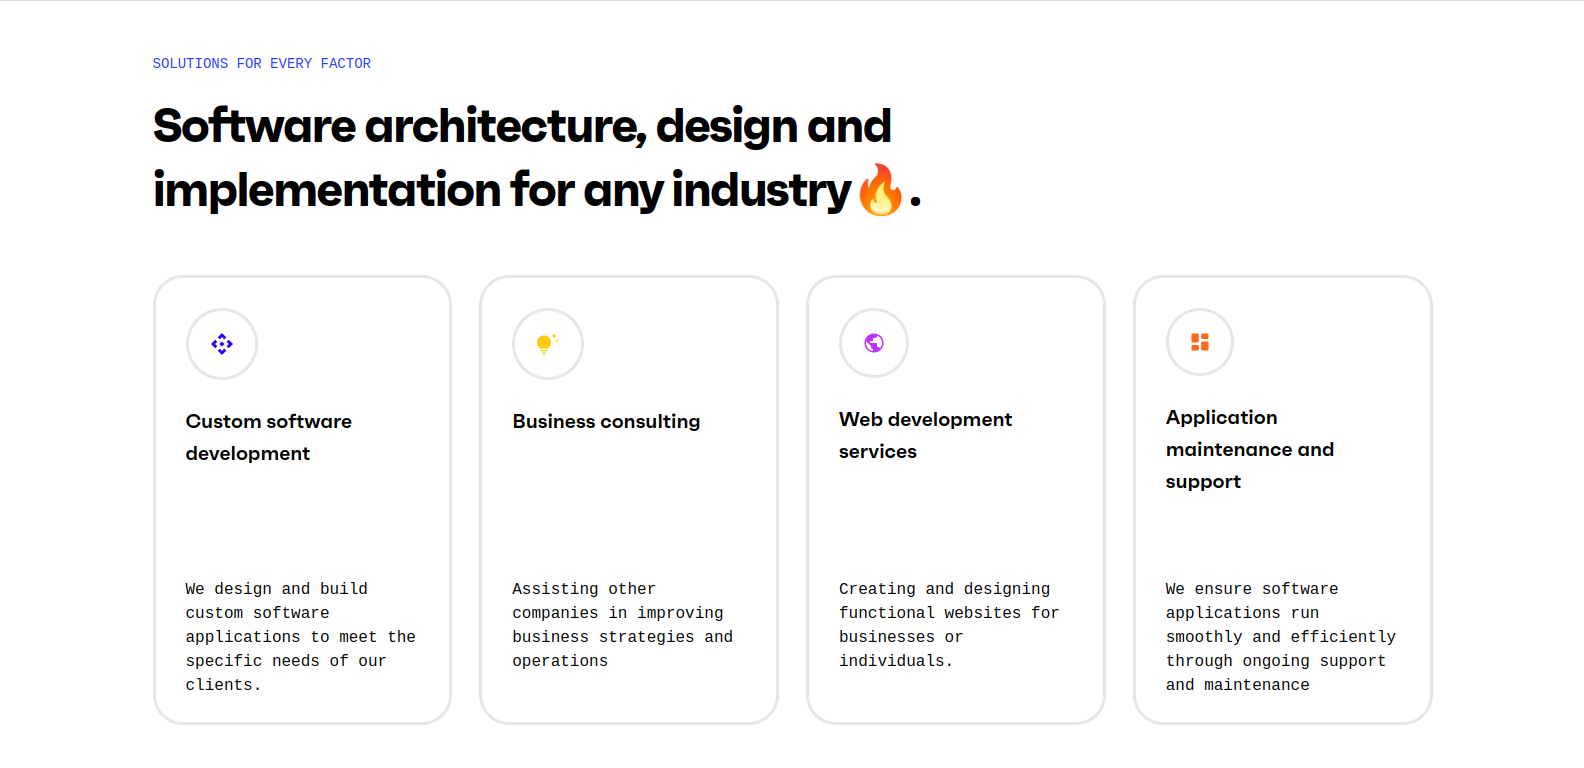 SOLUTIONS FOR EVERY FACTOR
Software architecture, design and
implementation for any industry🔥.
Custom software
development
We design and build
custom software
applications to meet the
specific needs of our
clients.
Business consulting
Assisting other
companies in improving
business strategies and
operations
Web development
services
Creating and designing
functional websites for
businesses or
individuals.
Application
maintenance and
support
We ensure software
applications run
smoothly and efficiently
through ongoing support
and maintenance